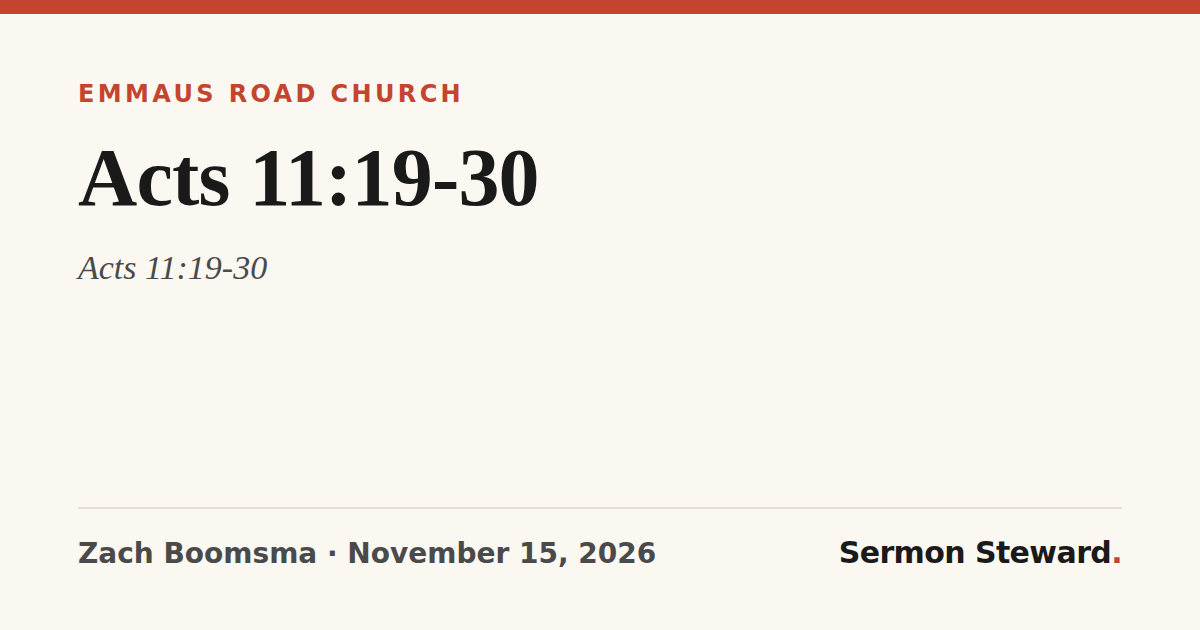 EMMAUS ROAD CHURCH
Acts 11:19-30
Acts 11:19-30
Zach Boomsma · November 15, 2026
Sermon Steward.